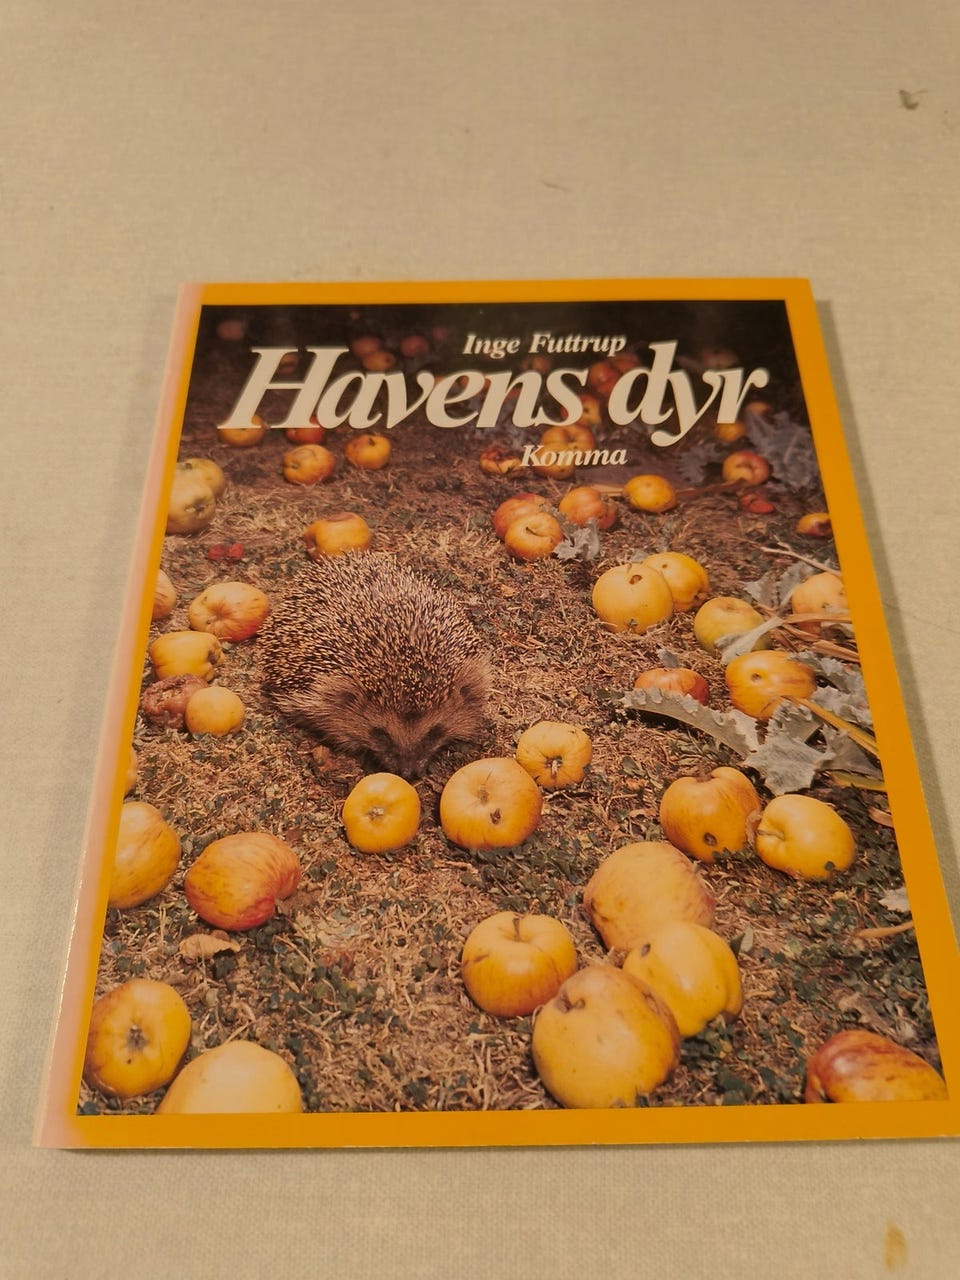 Inge Futtrup
Havens dyr
Komma